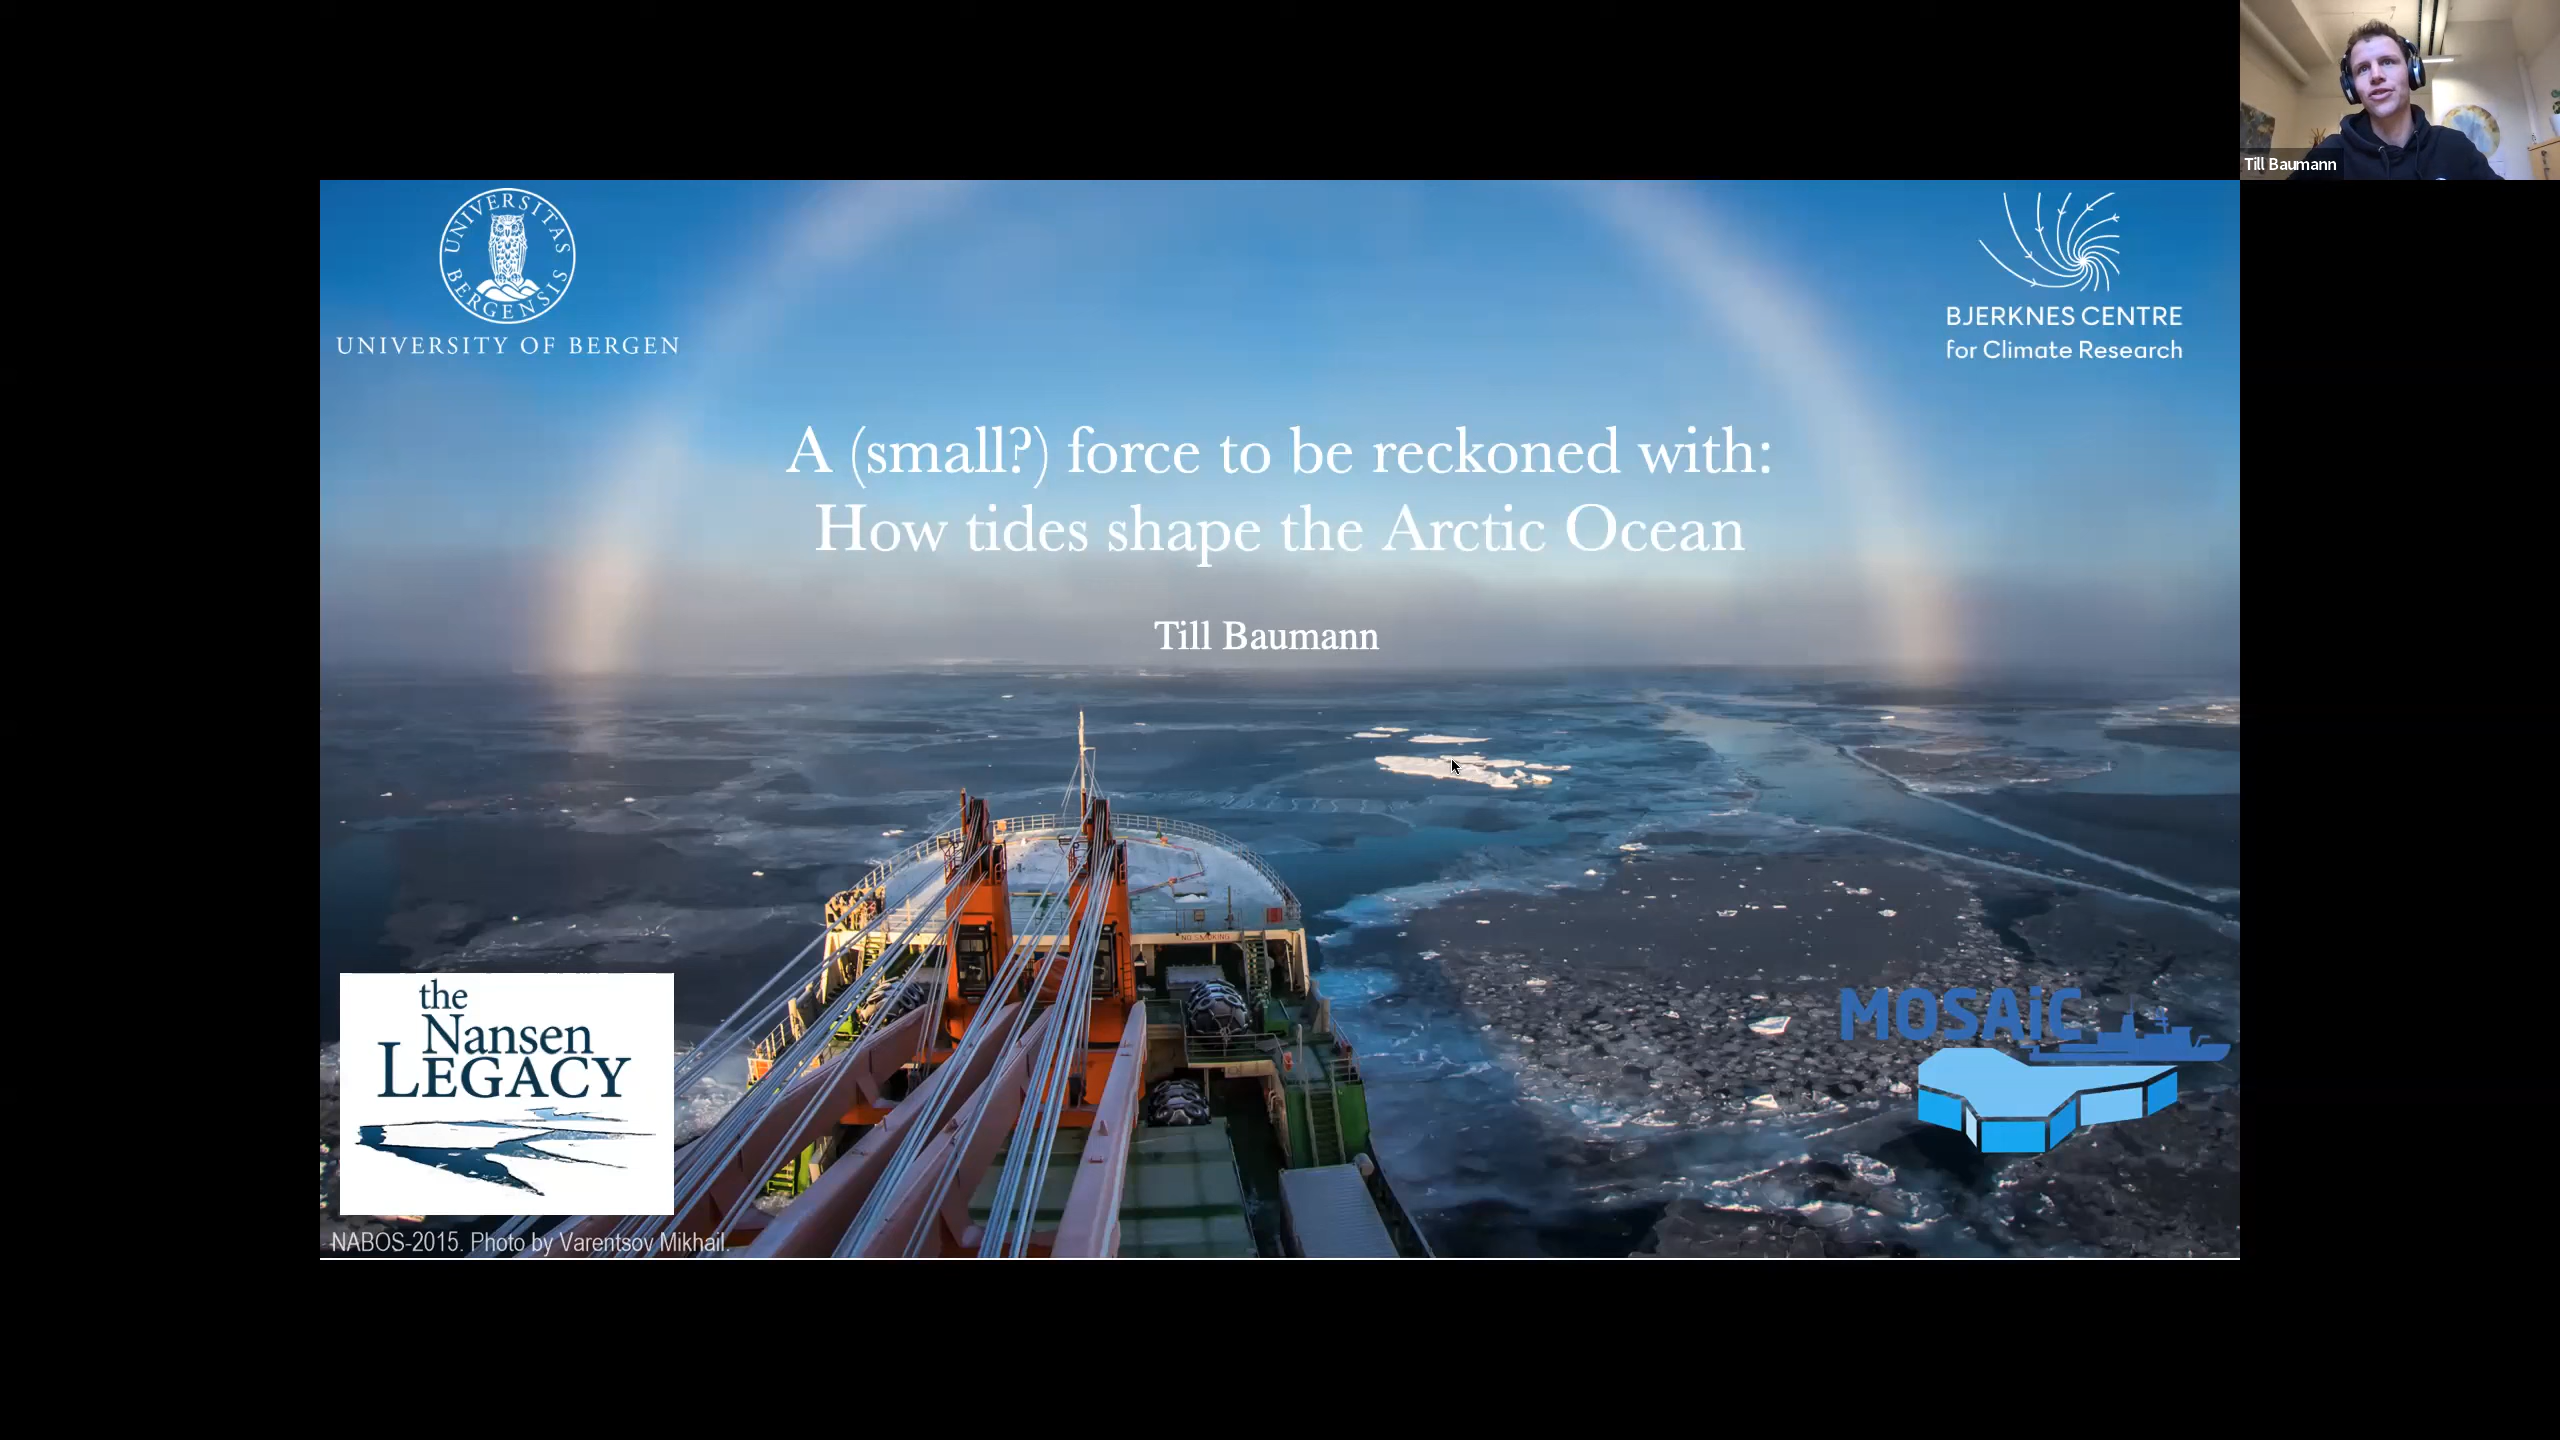 Till Baumann
UNIVERSITAS BERGENSIS
UNIVERSITY OF BERGEN
BJERKNES CENTRE
for Climate Research
A (small?) force to be reckoned with:
How tides shape the Arctic Ocean
Till Baumann
NO SMOKING
the
Nansen
LEGACY
MOSAiC
NABOS-2015. Photo by Varentsov Mikhail.